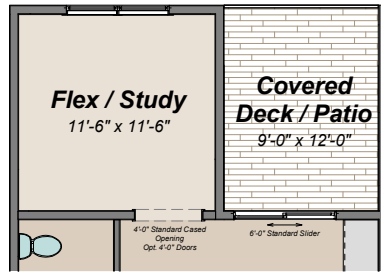 Flex / Study
11'-6" x 11'-6"
Covered
Deck / Patio
9'-0" x 12'-0"
4'-0" Standard Cased
Opening
Opt. 4'-0" Doors
6'-0" Standard Slider